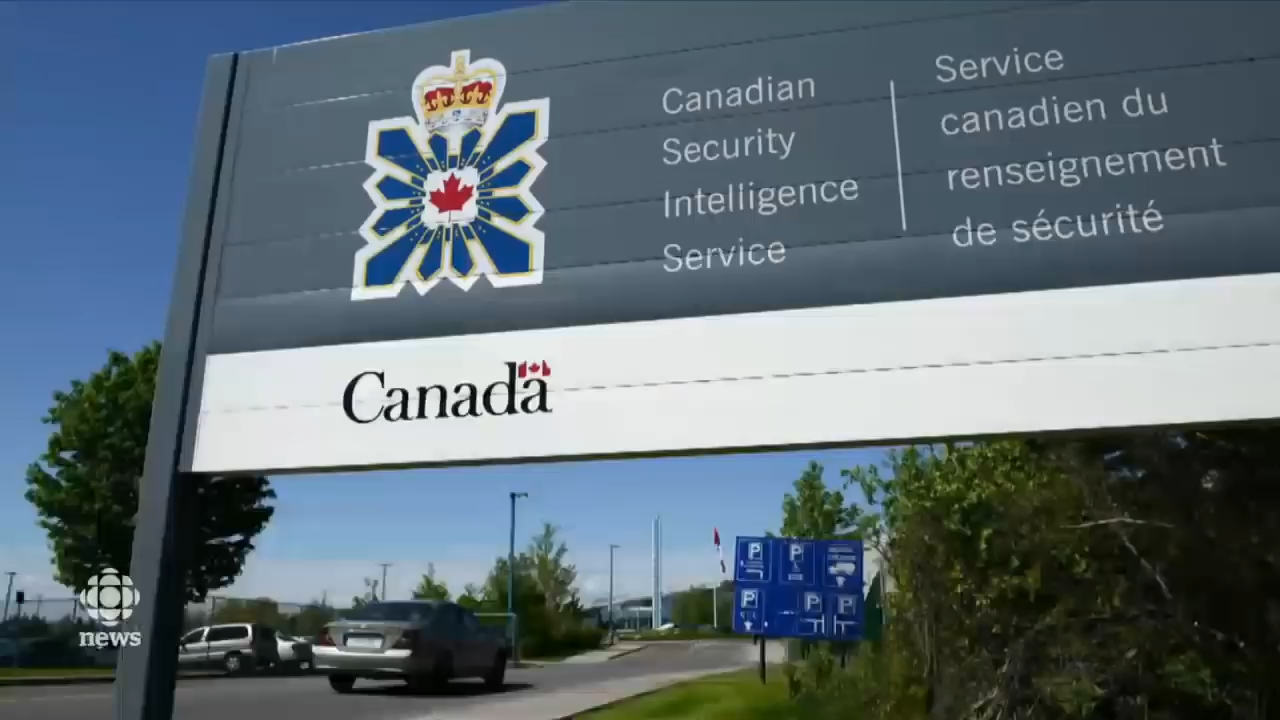 Canadian
Security
Intelligence
Service
Service
canadien du
renseignement
de sécurité
Canada
P P
P P P
news